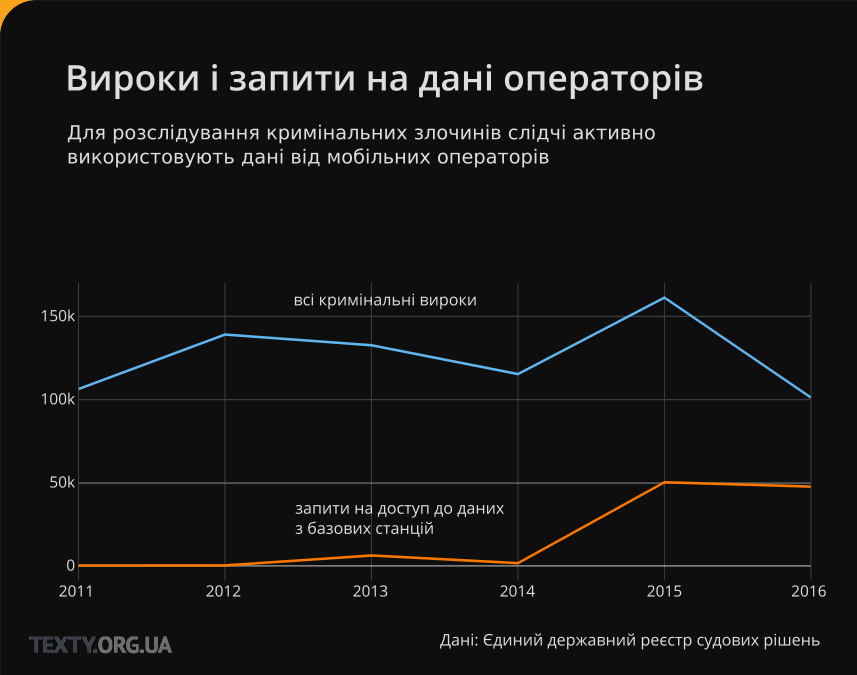 Вироки і запити на дані операторів
Для розслідування кримінальних злочинів слідчі активно
використовують дані від мобільних операторів
всі кримінальні вироки
150k
100k
50k
запити на доступ до даних
з базових станцій
0
2011 2012 2013 2014 2015 2016
TEXTY.ORG.UA
Дані: Єдиний державний реєстр судових рішень